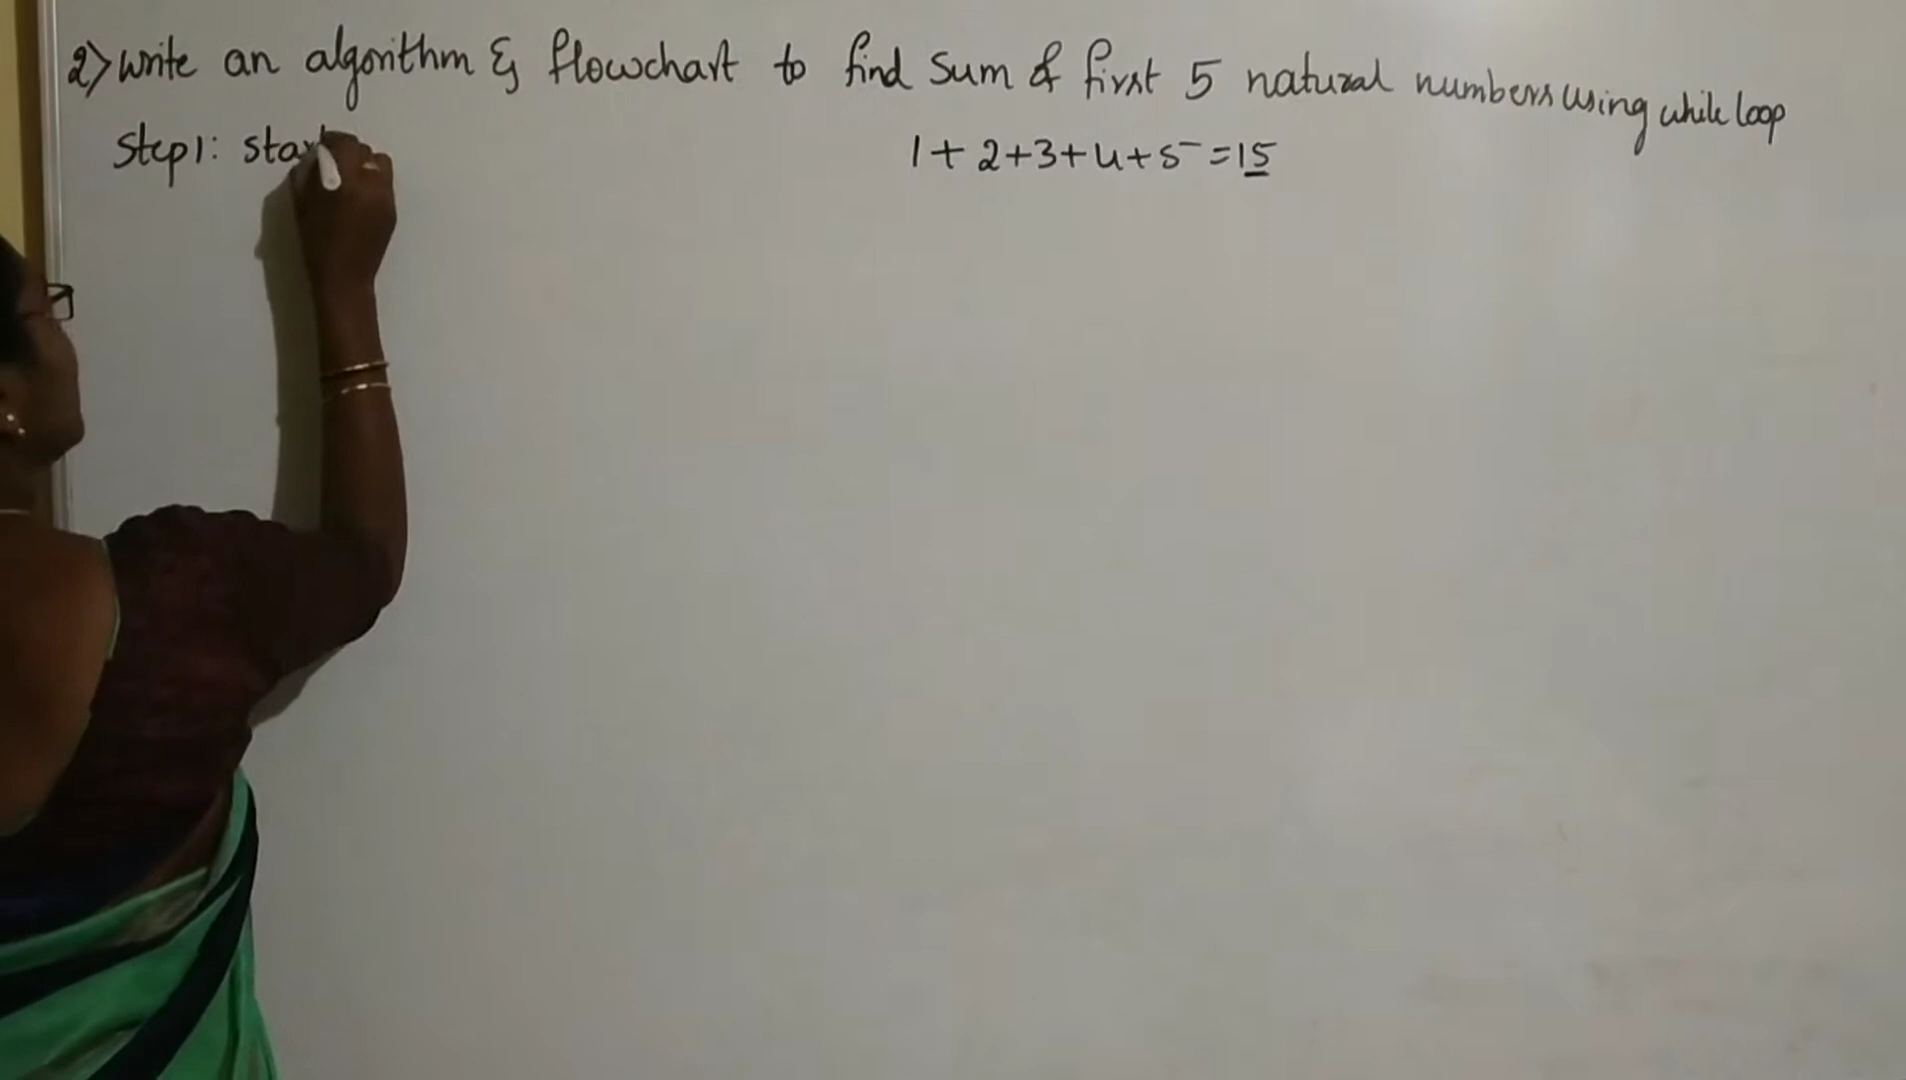 2) write an algorithm & flowchart to find sum of first 5 natural numbers using while loop
Step1: start
1+2+3+4+5=15